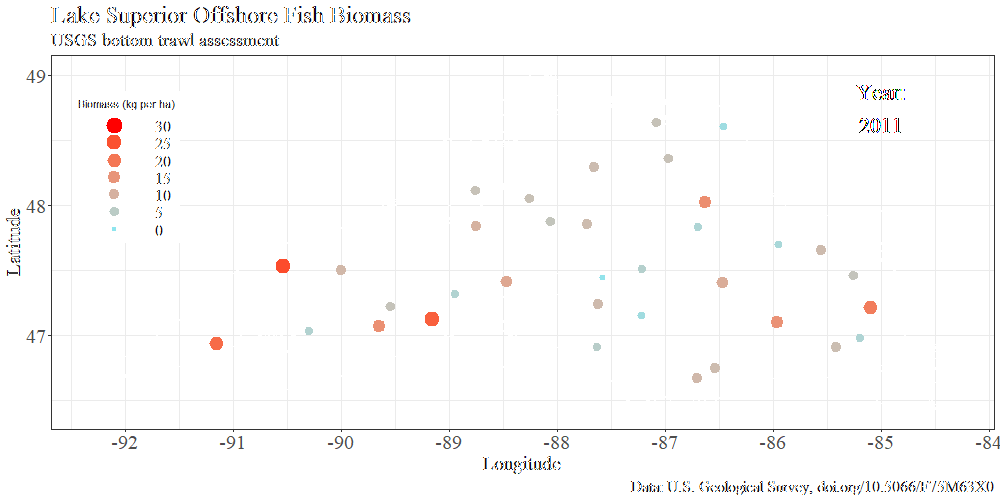 Lake Superior Offshore Fish Biomass
USGS bottom trawl assessment
49
48
47
Latitude
Biomass (kg per ha)
30
25
20
15
10
5
0
Year:
2011
-92
-91
-90
-89
-88
-87
-86
-85
-84
Longitude
Data: U.S. Geological Survey, doi.org/10.5066/F75M63X0